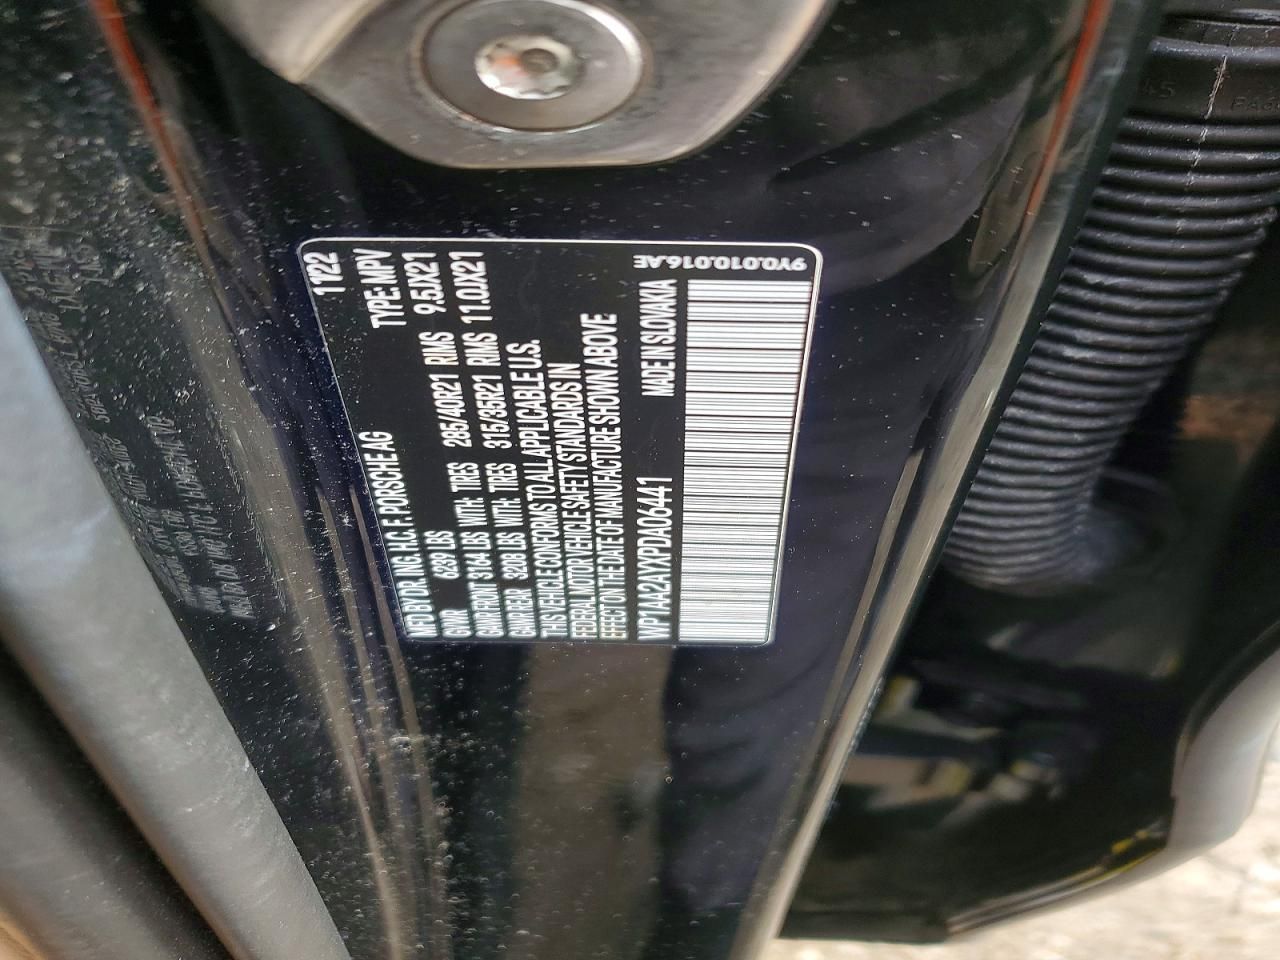 11/22
MFD BY DR. ING. H.C. F. PORSCHE AG TYPE: MPV
GVWR 6239 LBS
GAWR FRONT 3164 LBS WITH: TIRES 285/40R21 RIMS 9.5JX21
GAWR REAR 3208 LBS WITH: TIRES 315/35R21 RIMS 11.0JX21
THIS VEHICLE CONFORMS TO ALL APPLICABLE U.S.
FEDERAL MOTOR VEHICLE SAFETY STANDARDS IN
EFFECT ON THE DATE OF MANUFACTURE SHOWN ABOVE
WP1AA2AYXPDA06441 MADE IN SLOVAKIA
9Y0.010.016.AE